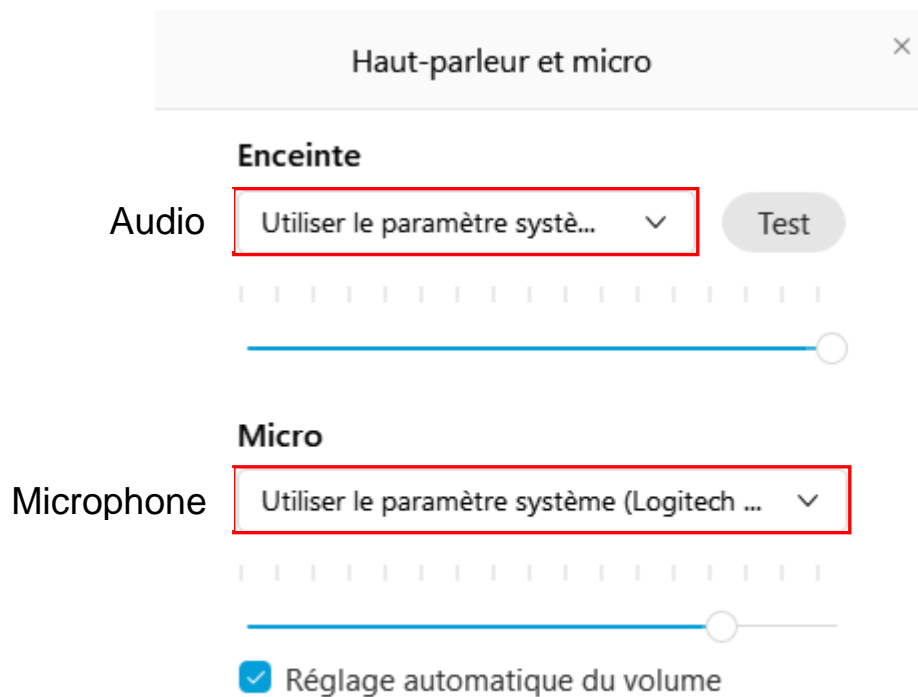 Haut-parleur et micro
Enceinte
Audio
Utiliser le paramètre systè...
Test
Micro
Microphone
Utiliser le paramètre système (Logitech ...
Réglage automatique du volume